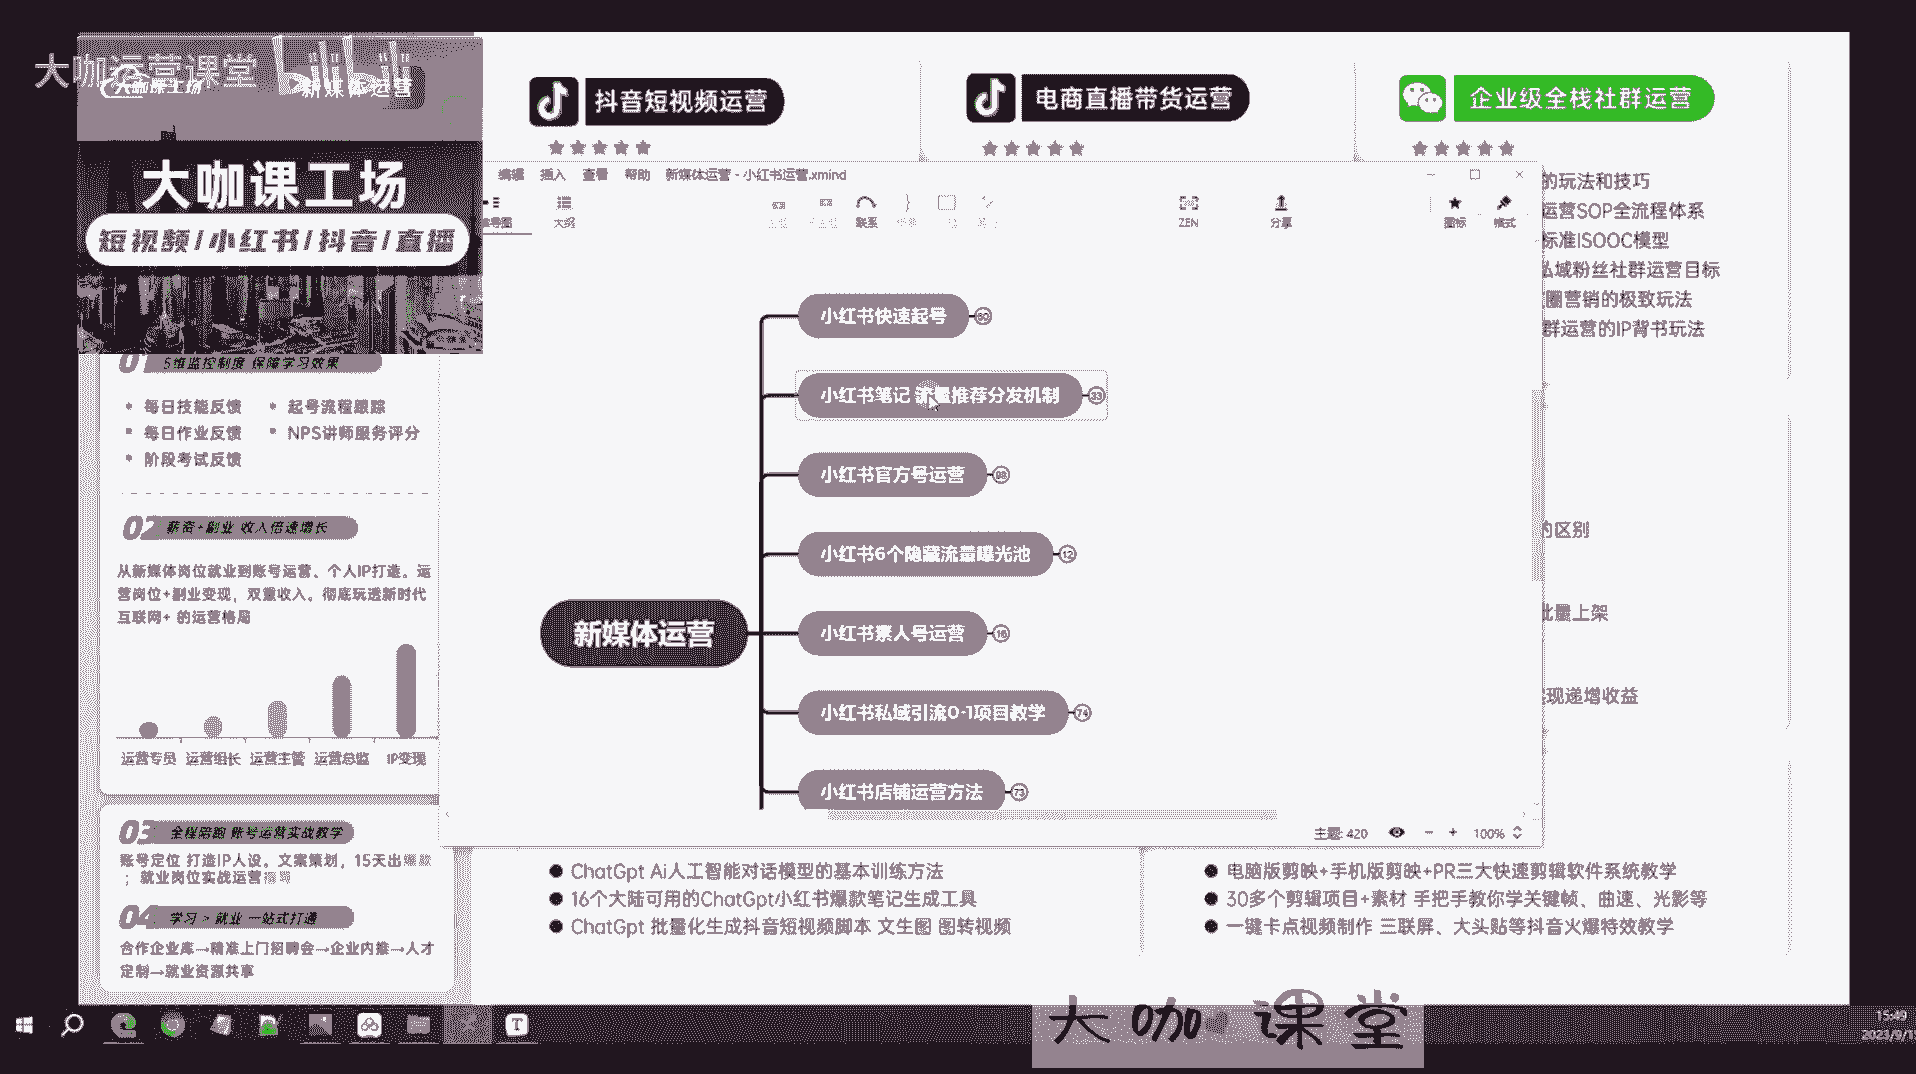 大咖运营课堂
bilibili
大咖课工场
新媒体运营
大咖课工场
短视频/小红书/抖音/直播
抖音短视频运营
电商直播带货运营
企业级全栈社群运营
编辑 插入 查看 帮助 新媒体运营 - 小红书运营.xmind
大纲
联系
ZEN
分享
图标
格式
的玩法和技巧
运营SOP全流程体系
标准ISOOC模型
私域粉丝社群运营目标
圈营销的极致玩法
群运营的IP背书玩法
的区别
批量上架
现递增收益
新媒体运营
小红书快速起号
小红书笔记 流量推荐分发机制 33
小红书官方号运营 98
小红书6个隐藏流量曝光池 12
小红书素人号运营 16
小红书私域引流0-1项目教学 74
小红书店铺运营方法 73
主题: 420
100%
01 5维监控制度 保障学习效果
每日技能反馈
起号流程跟踪
每日作业反馈
NPS讲师服务评分
阶段考试反馈
02 薪资+副业 收入倍速增长
从新媒体岗位就业到账号运营、个人IP打造。运
营岗位+副业变现，双重收入。彻底玩透新时代
互联网+ 的运营格局
运营专员 运营组长 运营主管 运营总监 IP变现
03 全程陪跑 账号运营实战教学
账号定位 打造IP人设。文案策划，15天出爆款
；就业岗位实战运营
04 学习 > 就业 一站式打通
合作企业库→精准上门招聘会→企业内推→人才
定制→就业资源共享
ChatGpt Ai人工智能对话模型的基本训练方法
16个大陆可用的ChatGpt小红书爆款笔记生成工具
ChatGpt 批量化生成抖音短视频脚本 文生图 图转视频
电脑版剪映+手机版剪映+PR三大快速剪辑软件系统教学
30多个剪辑项目+素材 手把手教你学关键帧、曲速、光影等
一键卡点视频制作 三联屏、大头贴等抖音火爆特效教学
大咖课堂
15:49